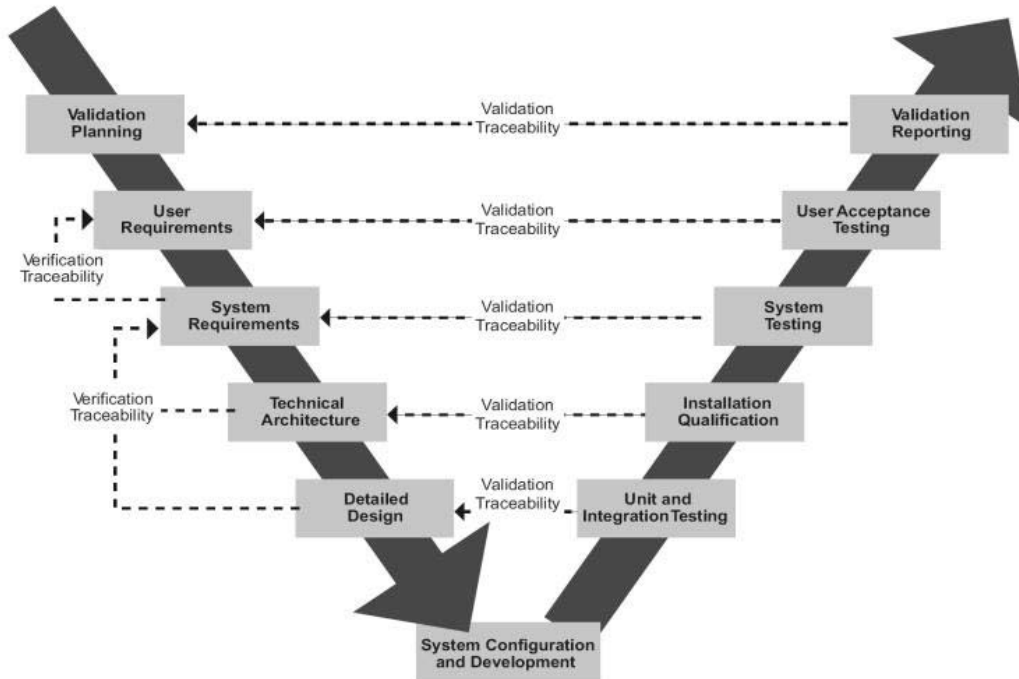 Validation
Planning
Validation
Traceability
Validation
Reporting
User
Requirements
Validation
Traceability
User Acceptance
Testing
Verification
Traceability
System
Requirements
Validation
Traceability
System
Testing
Verification
Traceability
Technical
Architecture
Validation
Traceability
Installation
Qualification
Detailed
Design
Validation
Traceability
Unit and
Integration Testing
System Configuration
and Development